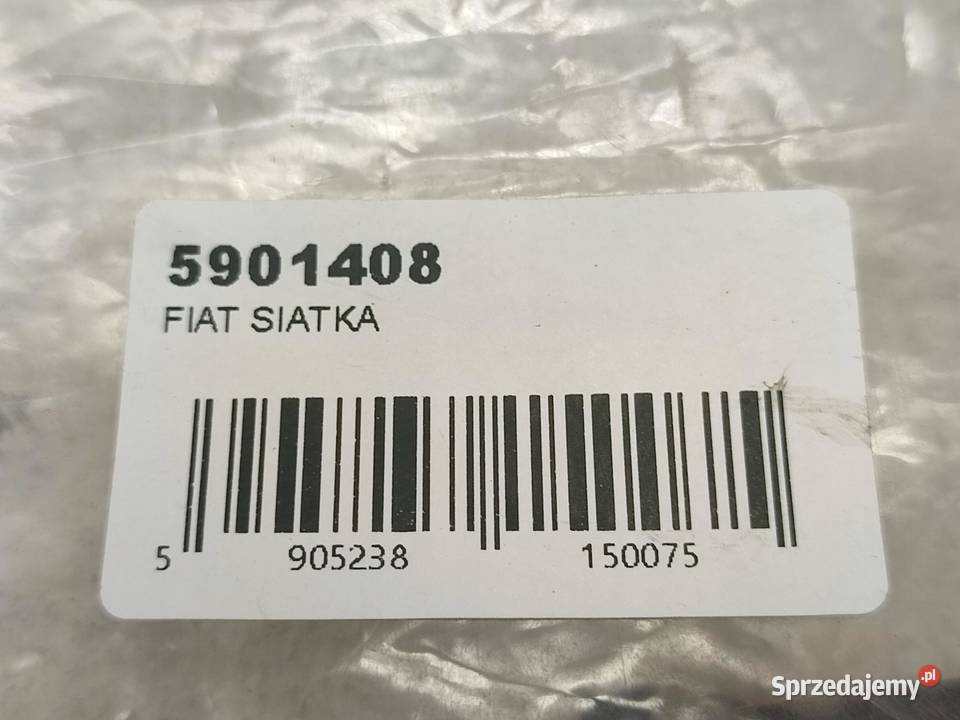 5901408
FIAT SIATKA
5 905238 150075
Sprzedajemy.pl